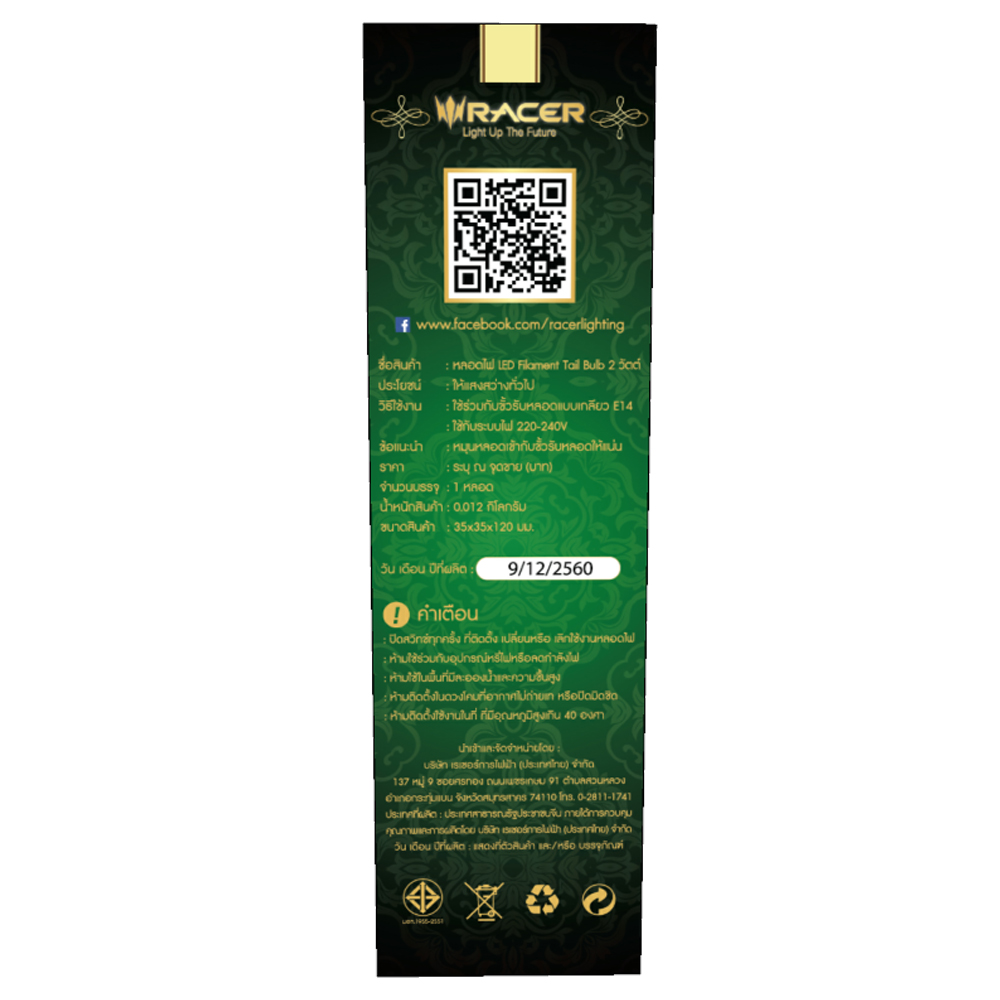 RACER
Light Up The Future
www.facebook.com/racerlighting
ชื่อสินค้า : หลอดไฟ LED Filament Tail Bulb 2 วัตต์
ประโยชน์ : ให้แสงสว่างทั่วไป
วิธีใช้งาน : ใช้ร่วมกับขั้วรับหลอดแบบเกลียว E14
: ใช้กับระบบไฟ 220-240V
ข้อแนะนำ : หมุนหลอดเข้ากับขั้วรับหลอดให้แน่น
ราคา : ระบุ ณ จุดขาย (บาท)
จำนวนบรรจุ : 1 หลอด
น้ำหนักสินค้า : 0.012 กิโลกรัม
ขนาดสินค้า : 35x35x120 มม.
วัน เดือน ปีที่ผลิต : 9/12/2560
! คำเตือน
: ปิดสวิทซ์ทุกครั้ง ที่ติดตั้ง เปลี่ยนหรือ เลิกใช้งานหลอดไฟ
: ห้ามใช้ร่วมกับอุปกรณ์หรี่ไฟหรือลดกำลังไฟ
: ห้ามใช้ในพื้นที่มีละอองน้ำและความชื้นสูง
: ห้ามติดตั้งในดวงโคมที่อากาศไม่ถ่ายเท หรือปิดมิดชิด
: ห้ามติดตั้งใช้งานในที่ ที่มีอุณหภูมิสูงเกิน 40 องศา
นำเข้าและจัดจำหน่ายโดย :
บริษัท เรเซอร์การไฟฟ้า (ประเทศไทย) จำกัด
137 หมู่ 9 ซอยศรีทอง ถนนเพชรเกษม 91 ตำบลสวนหลวง
อำเภอกระทุ่มแบน จังหวัดสมุทรสาคร 74110 โทร. 0-2811-1741
ประเทศที่ผลิต : ประเทศสาธารณรัฐประชาชนจีน ภายใต้การควบคุม
คุณภาพและการผลิตโดย บริษัท เรเซอร์การไฟฟ้า (ประเทศไทย) จำกัด
วัน เดือน ปีที่ผลิต : แสดงที่ตัวสินค้า และ/หรือ บรรจุภัณฑ์
มอก.1955-2551